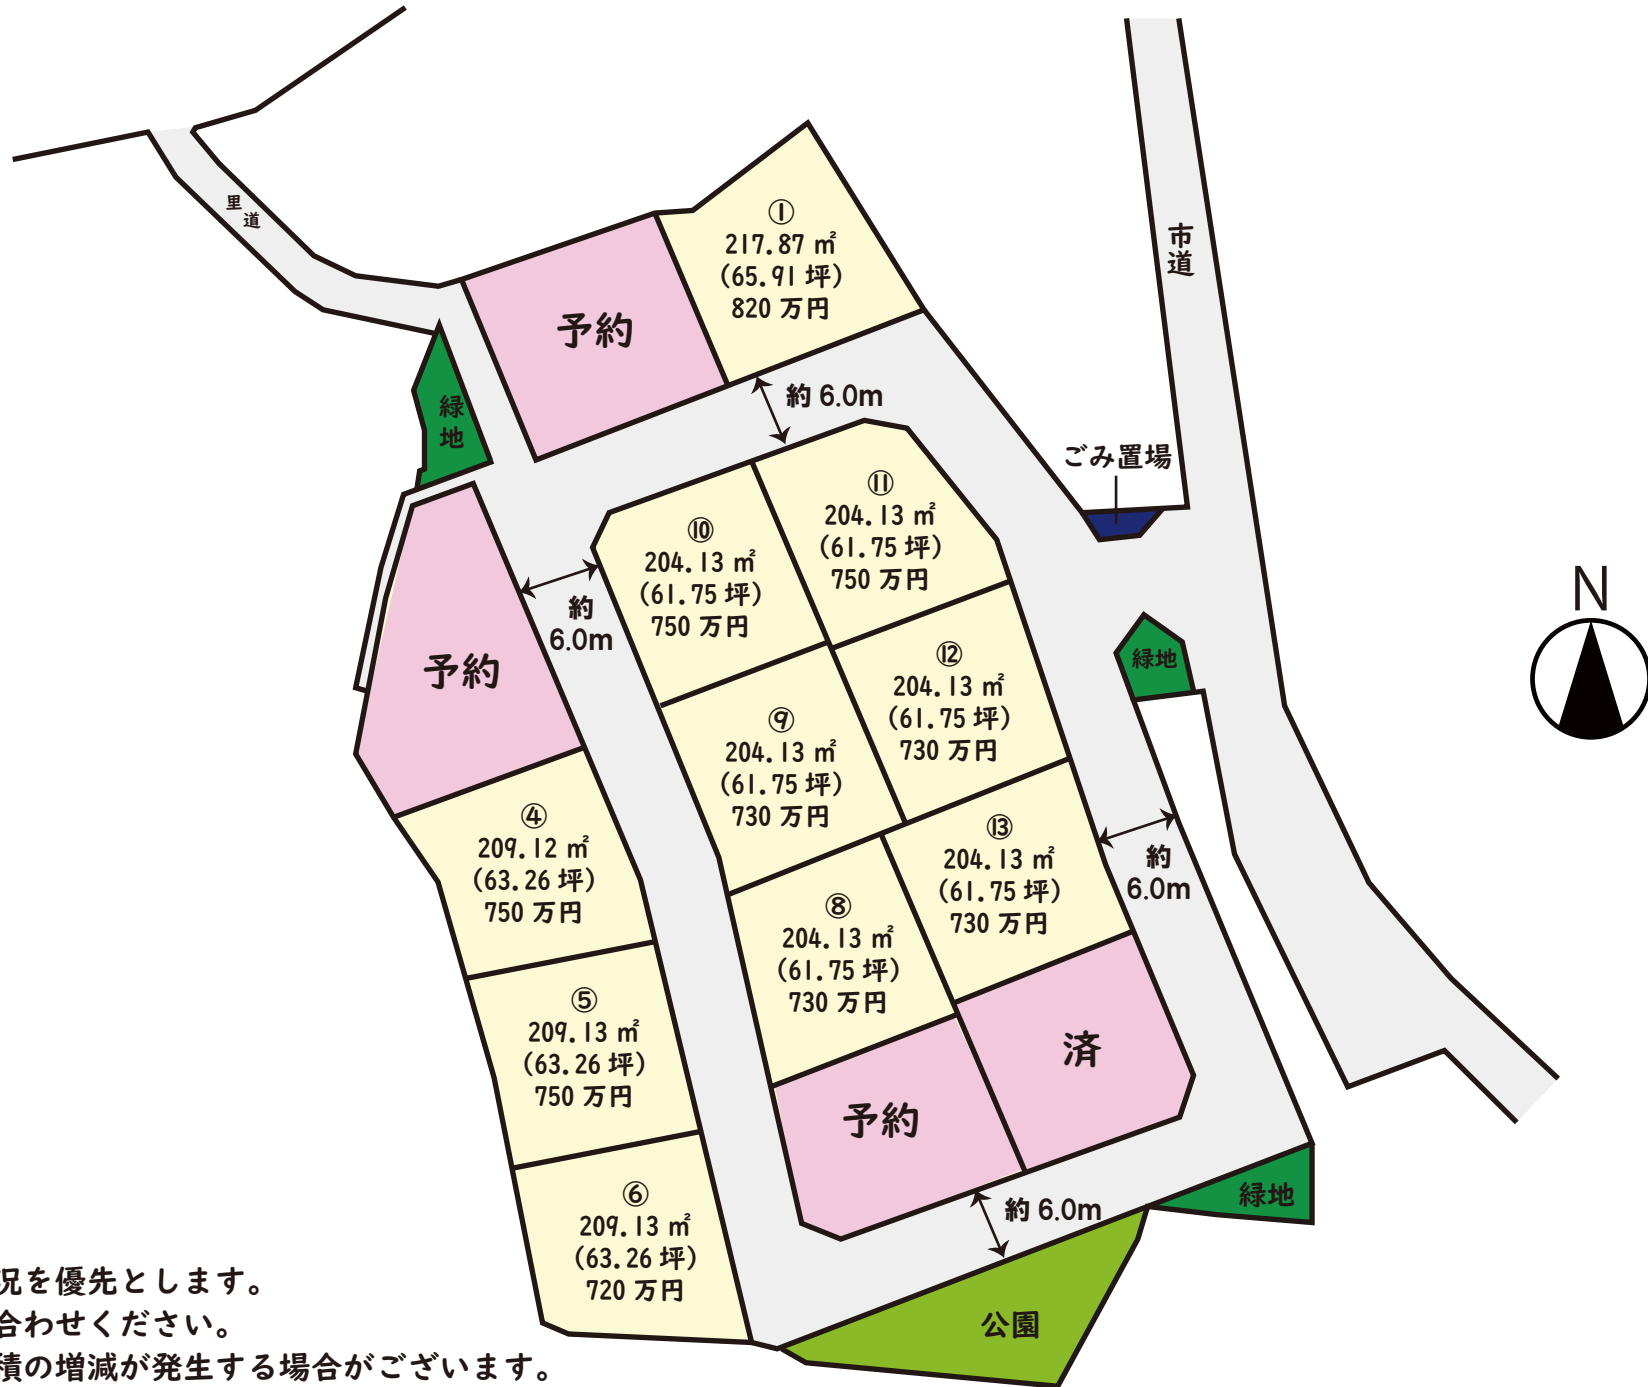 里道
市道
①
217.87 ㎡
(65.91 坪)
820 万円
予約
約 6.0m
緑地
ごみ置場
⑪
204.13 ㎡
(61.75 坪)
750 万円
⑩
204.13 ㎡
(61.75 坪)
750 万円
約
6.0m
予約
N
緑地
⑫
204.13 ㎡
(61.75 坪)
730 万円
⑨
204.13 ㎡
(61.75 坪)
730 万円
④
209.12 ㎡
(63.26 坪)
750 万円
⑬
204.13 ㎡
(61.75 坪)
730 万円
約
6.0m
⑧
204.13 ㎡
(61.75 坪)
730 万円
⑤
209.13 ㎡
(63.26 坪)
750 万円
済
予約
⑥
209.13 ㎡
(63.26 坪)
720 万円
約 6.0m
緑地
公園
況を優先とします。
合わせください。
積の増減が発生する場合がございます。